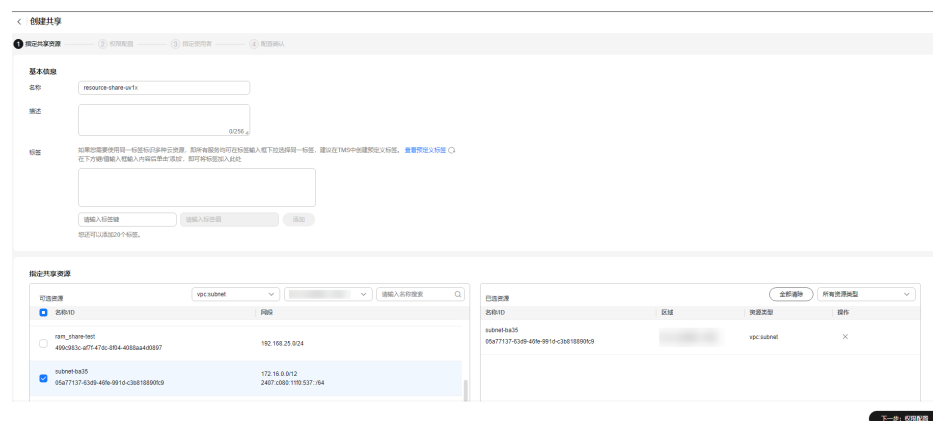 创建共享
1 指定共享资源
2 权限配置
3 指定使用者
4 配置确认
基本信息
名称
resource-share-uv1x
描述
0/256
标签
如果您需要使用同一标签标识多种云资源，即所有服务均可在标签输入框下拉选择同一标签，建议在TMS中创建预定义标签。 查看预定义标签
在下方键/值输入框输入内容后单击'添加'，即可将标签加入此处
请输入标签键
请输入标签值
添加
您还可以添加20个标签。
指定共享资源
可选资源
vpc:subnet
请输入名称搜索
名称/ID
网段
ram_share-test
499c983c-af7f-47dc-8f04-4088aa4d0897
192.168.25.0/24
subnet-ba35
05a77137-63d9-46fe-991d-c3b818890fc9
172.16.0.0/12
2407:c080:11f0:537::/64
已选资源
全部清除
所有资源类型
名称/ID
区域
资源类型
操作
subnet-ba35
05a77137-63d9-46fe-991d-c3b818890fc9
vpc:subnet
下一步：权限配置